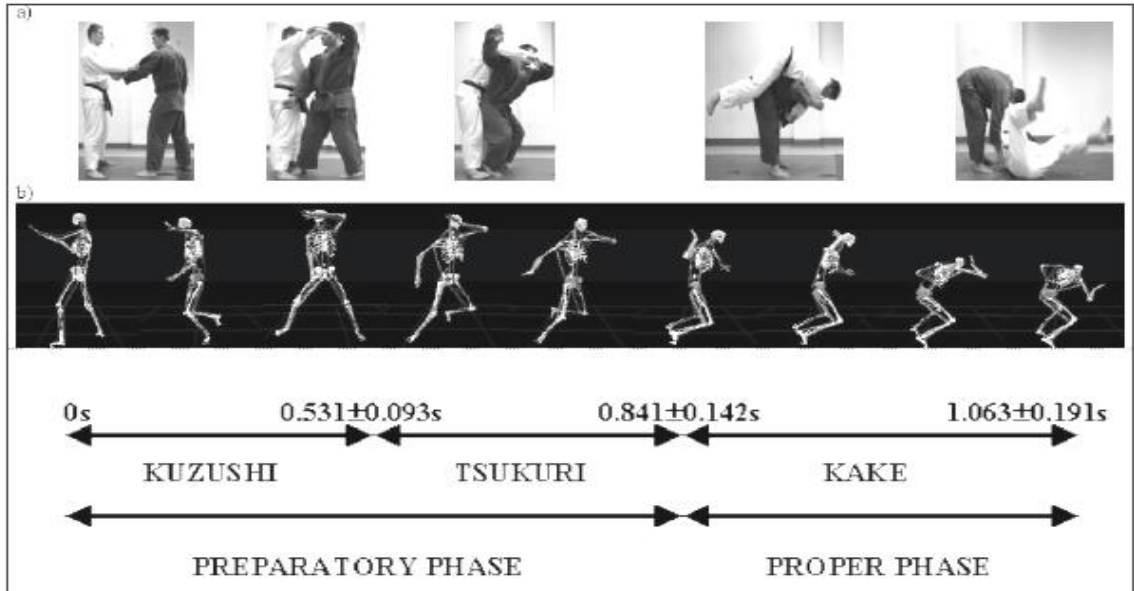 a)
b)
0s 0.531±0.093s 0.841±0.142s 1.063±0.191s
KUZUSHI TSUKURI KAKE
PREPARATORY PHASE PROPER PHASE